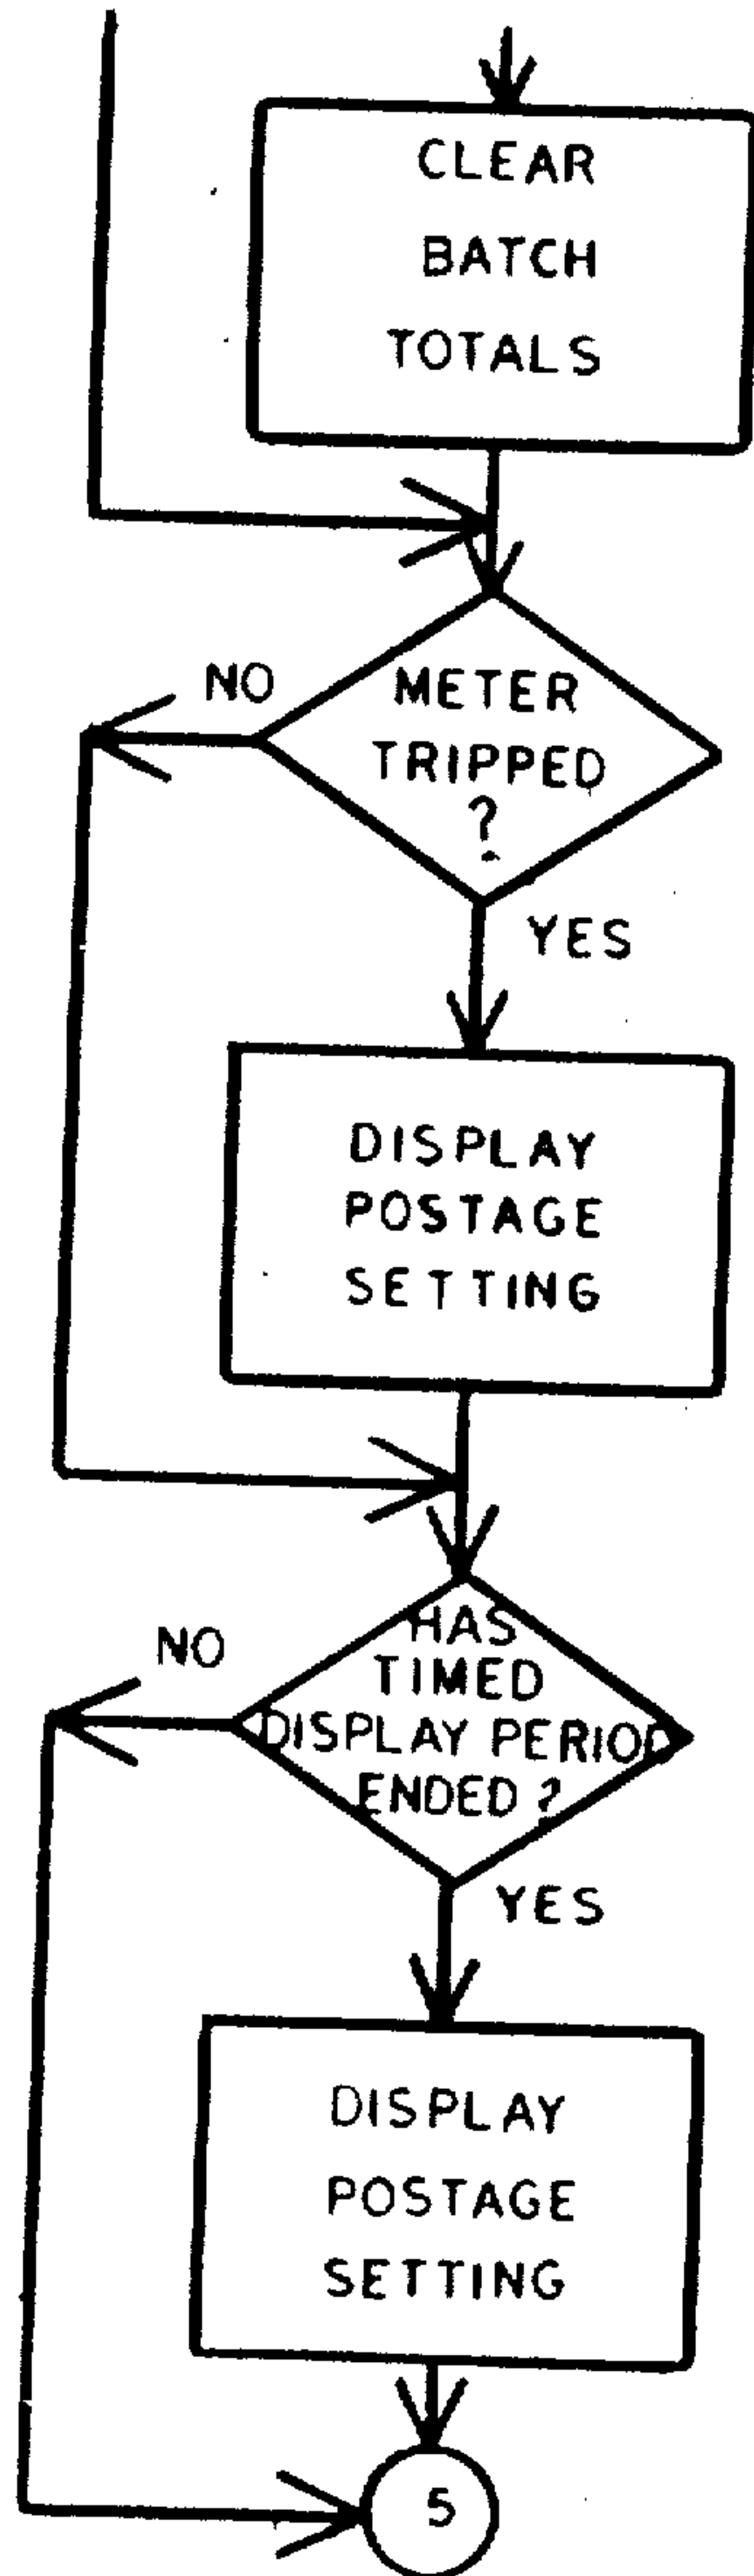 CLEAR
BATCH
TOTALS
NO
METER
TRIPPED
?
YES
DISPLAY
POSTAGE
SETTING
NO
HAS
TIMED
DISPLAY PERIOD
ENDED ?
YES
DISPLAY
POSTAGE
SETTING
5